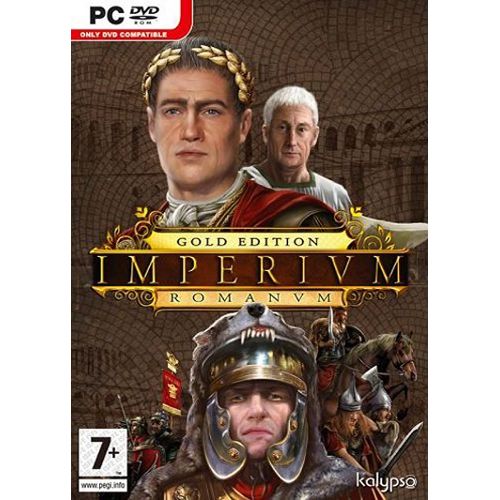 PC DVD
ROM
ONLY DVD COMPATIBLE
GOLD EDITION
IMPERIVM
ROMANVM
7+
www.pegi.info
kalypso